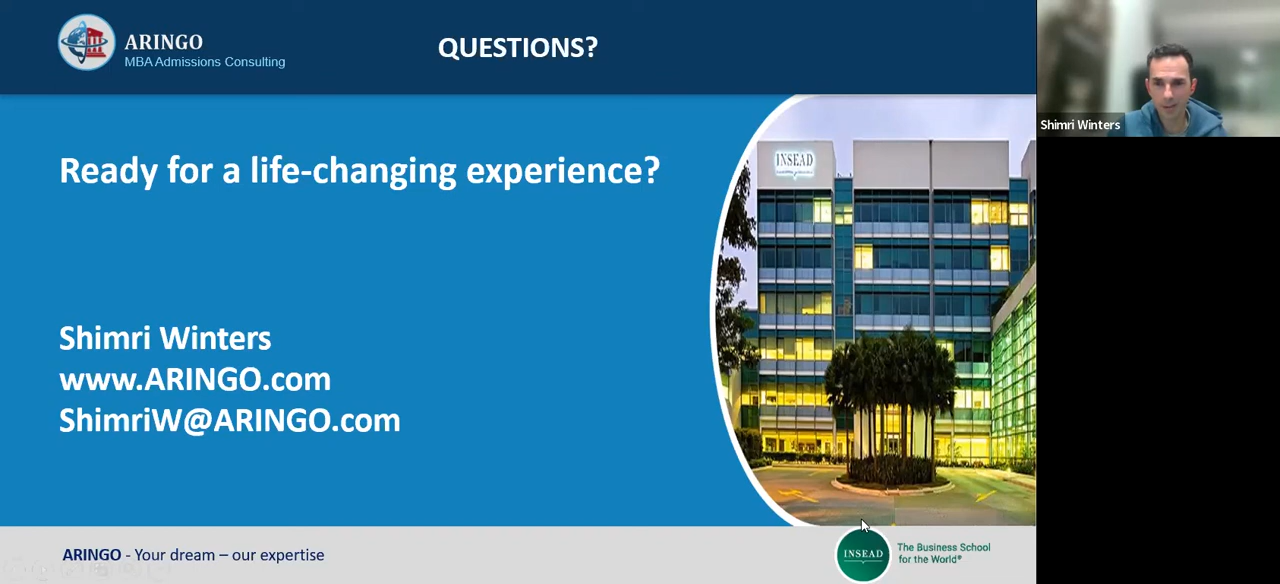 ARINGO
MBA Admissions Consulting
QUESTIONS?
Ready for a life-changing experience?
INSEAD
Shimri Winters
www.ARINGO.com
ShimriW@ARINGO.com
ARINGO - Your dream – our expertise
INSEAD
The Business School
for the World®
Shimri Winters